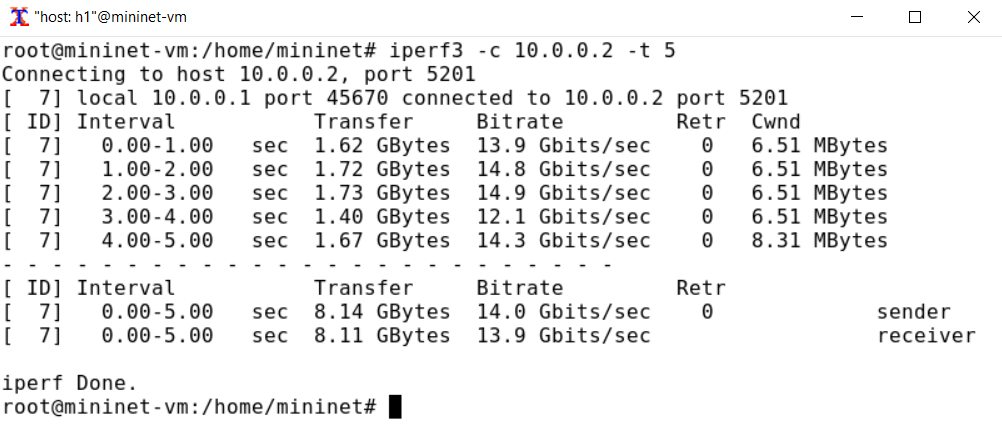 "host: h1"@mininet-vm
root@mininet-vm:/home/mininet# iperf3 -c 10.0.0.2 -t 5
Connecting to host 10.0.0.2, port 5201
[  7] local 10.0.0.1 port 45670 connected to 10.0.0.2 port 5201
[ ID] Interval           Transfer     Bitrate         Retr  Cwnd
[  7]   0.00-1.00   sec  1.62 GBytes  13.9 Gbits/sec    0   6.51 MBytes
[  7]   1.00-2.00   sec  1.72 GBytes  14.8 Gbits/sec    0   6.51 MBytes
[  7]   2.00-3.00   sec  1.73 GBytes  14.9 Gbits/sec    0   6.51 MBytes
[  7]   3.00-4.00   sec  1.40 GBytes  12.1 Gbits/sec    0   6.51 MBytes
[  7]   4.00-5.00   sec  1.67 GBytes  14.3 Gbits/sec    0   8.31 MBytes
- - - - - - - - - - - - - - - - - - - - - - - - -
[ ID] Interval           Transfer     Bitrate         Retr
[  7]   0.00-5.00   sec  8.14 GBytes  14.0 Gbits/sec    0             sender
[  7]   0.00-5.00   sec  8.11 GBytes  13.9 Gbits/sec                  receiver
iperf Done.
root@mininet-vm:/home/mininet#